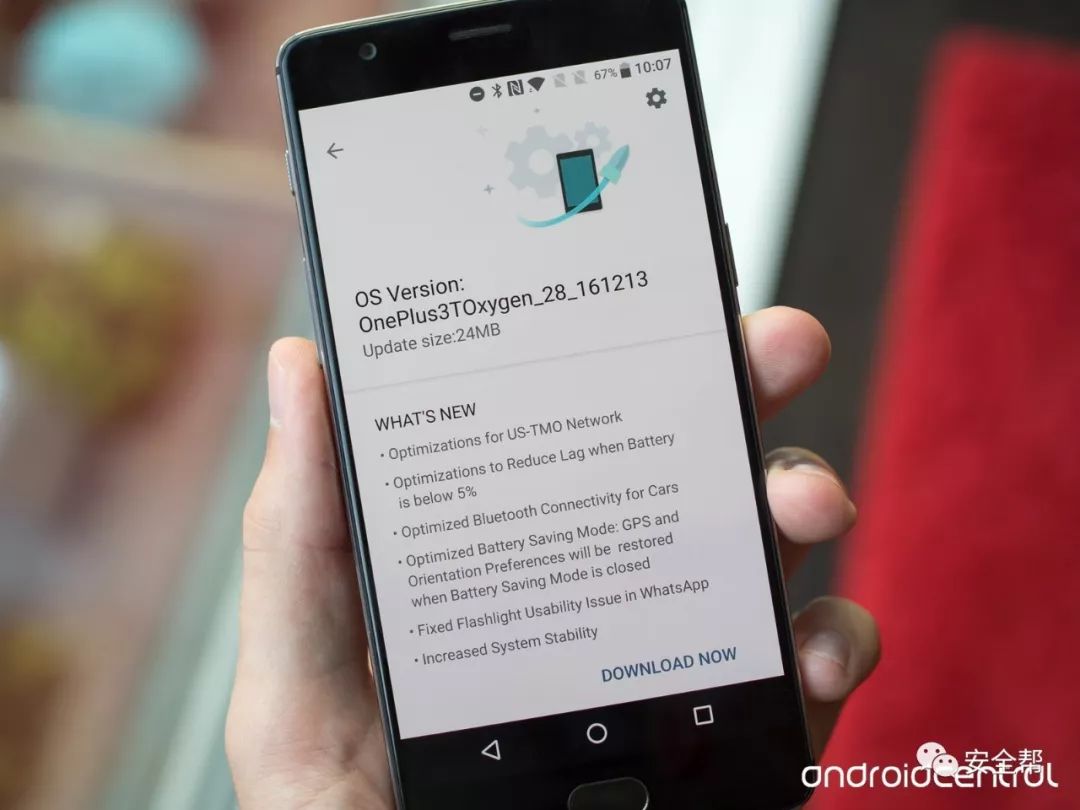 67% 10:07
OS Version:
OnePlus3TOxygen_28_161213
Update size:24MB
WHAT'S NEW
• Optimizations for US-TMO Network
• Optimizations to Reduce Lag when Battery
is below 5%
• Optimized Bluetooth Connectivity for Cars
• Optimized Battery Saving Mode: GPS and
Orientation Preferences will be restored
when Battery Saving Mode is closed
• Fixed Flashlight Usability Issue in WhatsApp
• Increased System Stability
DOWNLOAD NOW
安全帮
androidcentral